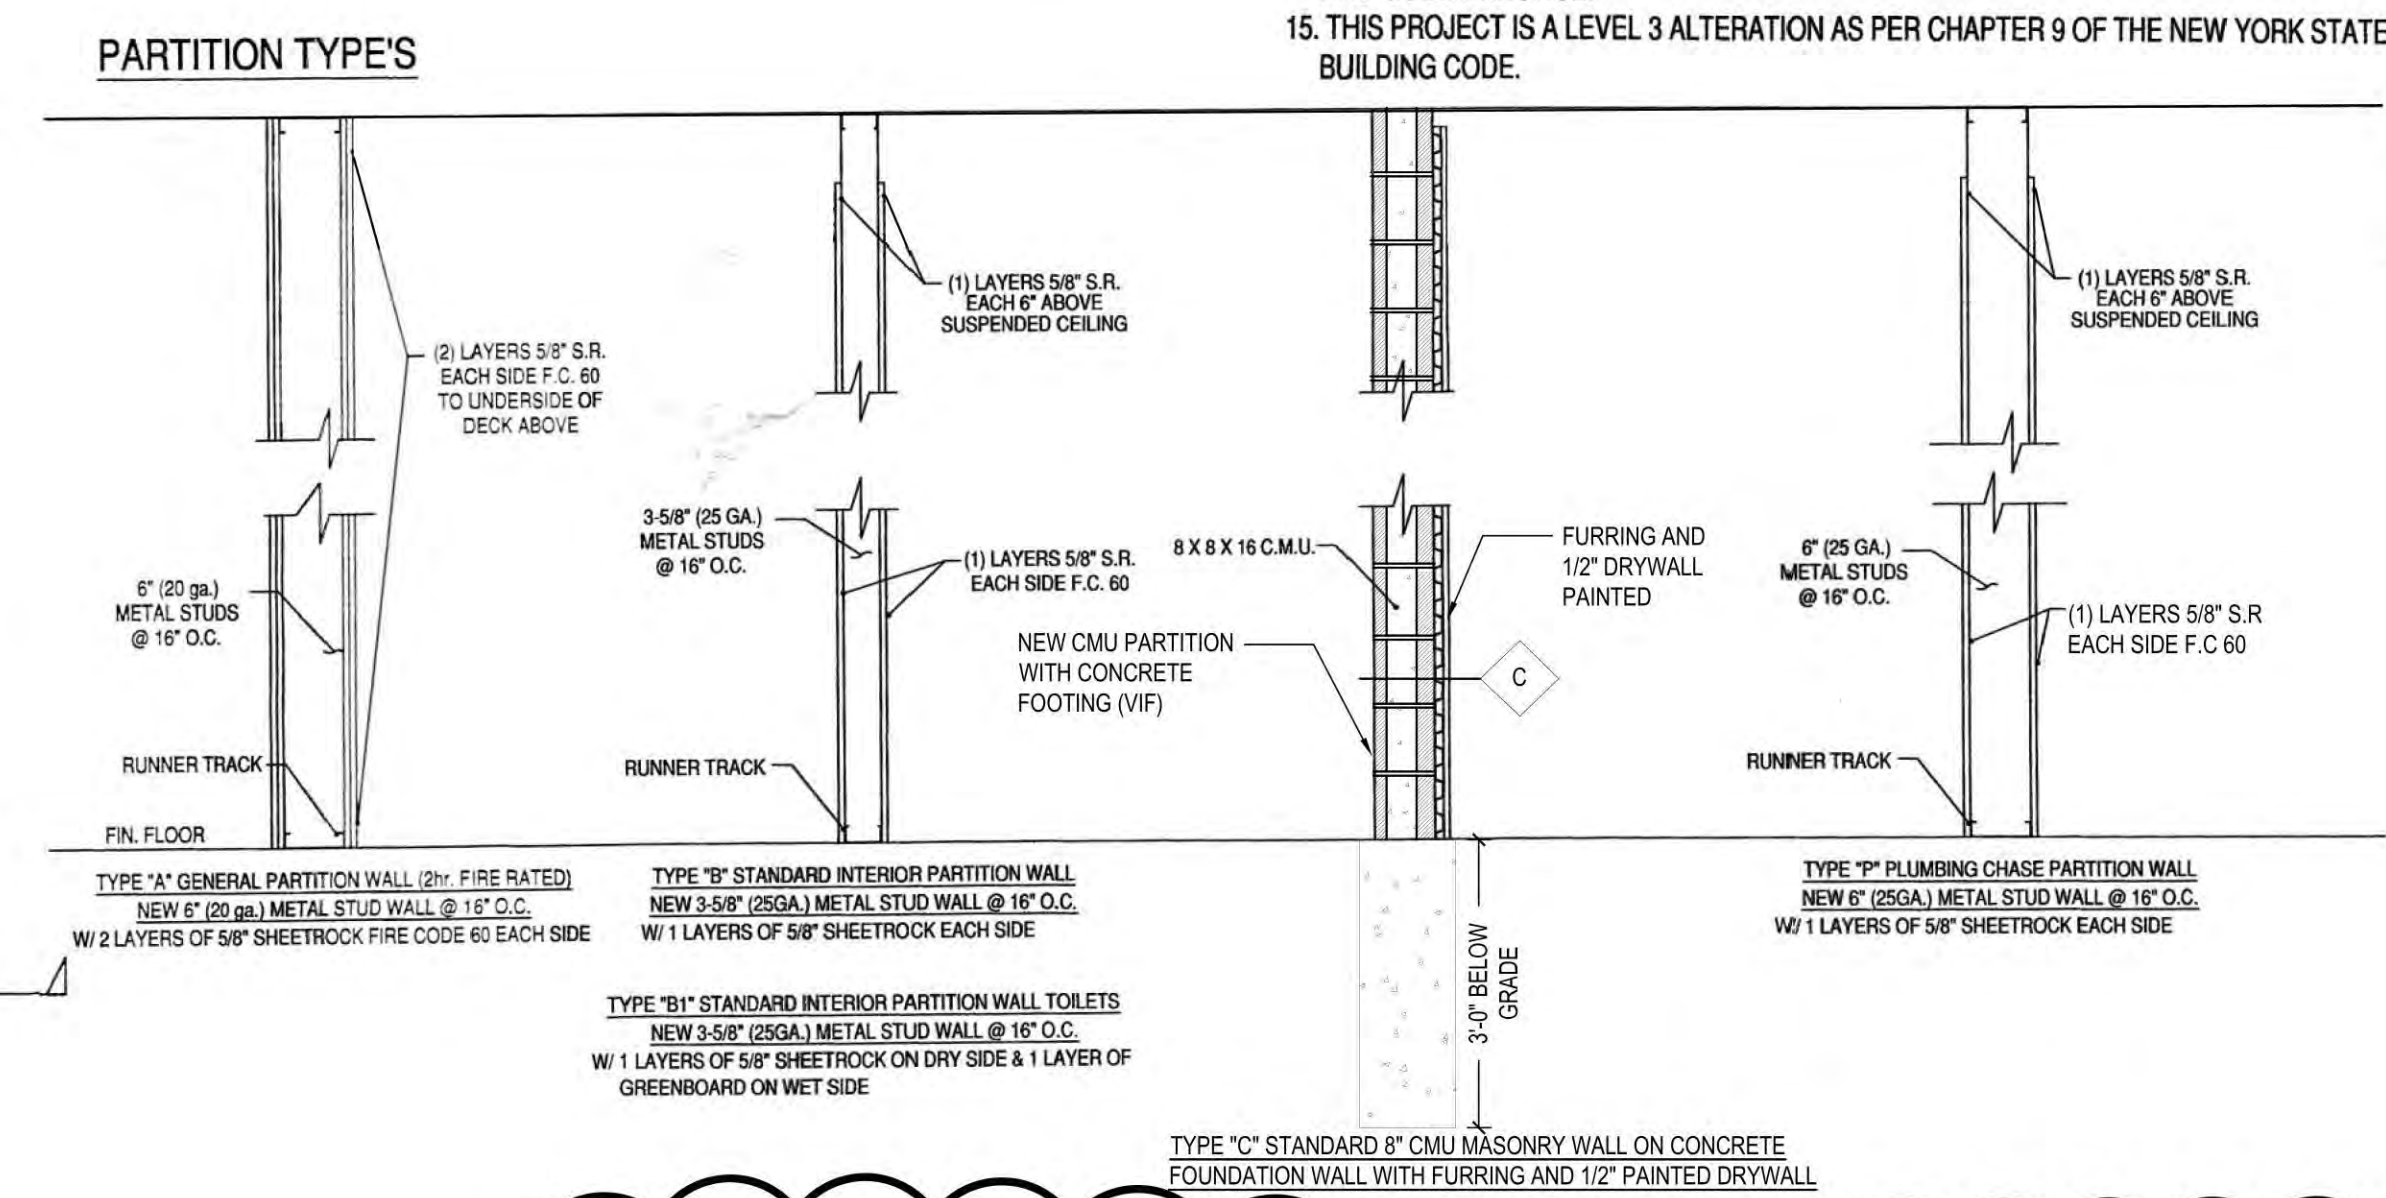 15. THIS PROJECT IS A LEVEL 3 ALTERATION AS PER CHAPTER 9 OF THE NEW YORK STATE
BUILDING CODE.
PARTITION TYPE'S
(2) LAYERS 5/8" S.R.
EACH SIDE F.C. 60
TO UNDERSIDE OF
DECK ABOVE
6" (20 ga.)
METAL STUDS
@ 16" O.C.
RUNNER TRACK
FIN. FLOOR
TYPE "A" GENERAL PARTITION WALL (2hr. FIRE RATED)
NEW 6" (20 ga.) METAL STUD WALL @ 16" O.C.
W/ 2 LAYERS OF 5/8" SHEETROCK FIRE CODE 60 EACH SIDE
(1) LAYERS 5/8" S.R.
EACH 6" ABOVE
SUSPENDED CEILING
3-5/8" (25 GA.)
METAL STUDS
@ 16" O.C.
(1) LAYERS 5/8" S.R.
EACH SIDE F.C. 60
RUNNER TRACK
TYPE "B" STANDARD INTERIOR PARTITION WALL
NEW 3-5/8" (25GA.) METAL STUD WALL @ 16" O.C.
W/ 1 LAYERS OF 5/8" SHEETROCK EACH SIDE
TYPE "B1" STANDARD INTERIOR PARTITION WALL TOILETS
NEW 3-5/8" (25GA.) METAL STUD WALL @ 16" O.C.
W/ 1 LAYERS OF 5/8" SHEETROCK ON DRY SIDE & 1 LAYER OF
GREENBOARD ON WET SIDE
8 X 8 X 16 C.M.U.
FURRING AND
1/2" DRYWALL
PAINTED
NEW CMU PARTITION
WITH CONCRETE
FOOTING (VIF)
C
3'-0" BELOW
GRADE
TYPE "C" STANDARD 8" CMU MASONRY WALL ON CONCRETE
FOUNDATION WALL WITH FURRING AND 1/2" PAINTED DRYWALL
(1) LAYERS 5/8" S.R.
EACH 6" ABOVE
SUSPENDED CEILING
6" (25 GA.)
METAL STUDS
@ 16" O.C.
(1) LAYERS 5/8" S.R
EACH SIDE F.C 60
RUNNER TRACK
TYPE "P" PLUMBING CHASE PARTITION WALL
NEW 6" (25GA.) METAL STUD WALL @ 16" O.C.
W/ 1 LAYERS OF 5/8" SHEETROCK EACH SIDE